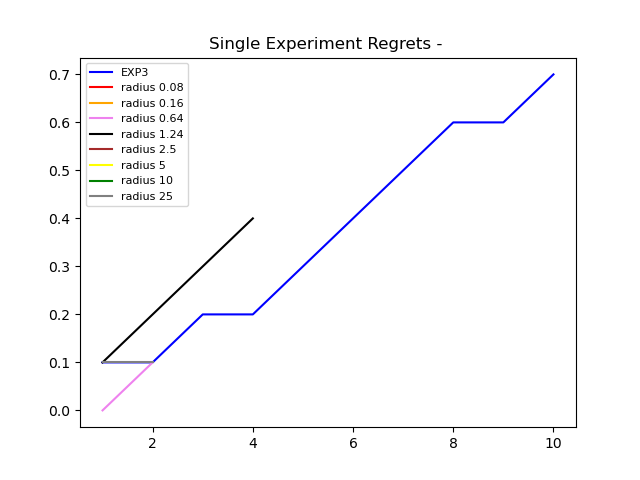 Single Experiment Regrets -
EXP3
radius 0.08
radius 0.16
radius 0.64
radius 1.24
radius 2.5
radius 5
radius 10
radius 25
0.7
0.6
0.5
0.4
0.3
0.2
0.1
0.0
2 4 6 8 10